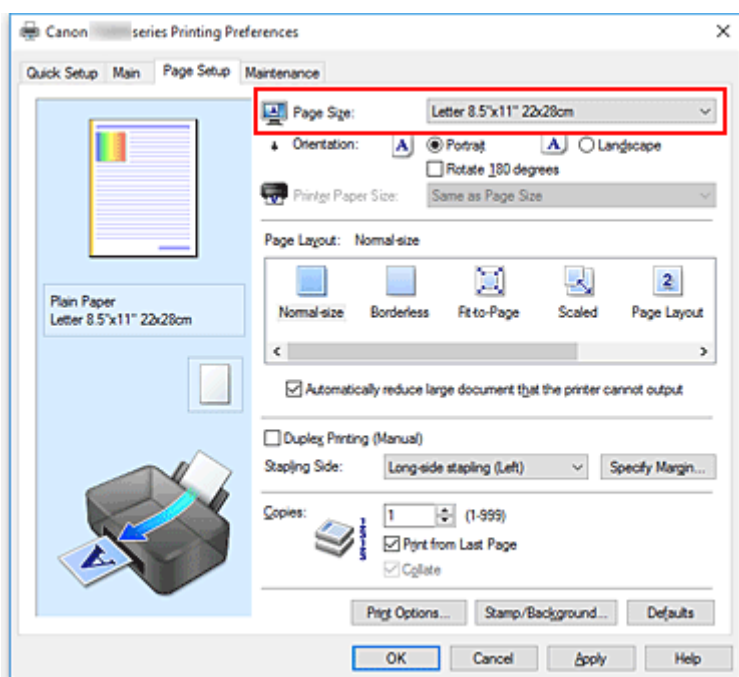 Canon series Printing Preferences
Quick Setup Main Page Setup Maintenance
Page Size: Letter 8.5"x11" 22x28cm
Orientation: A Portrait A Landscape
Rotate 180 degrees
Printer Paper Size: Same as Page Size
Page Layout: Normal-size
2
Normal-size Borderless Fit-to-Page Scaled Page Layout
Plain Paper
Letter 8.5"x11" 22x28cm
Automatically reduce large document that the printer cannot output
Duplex Printing (Manual)
Stapling Side: Long-side stapling (Left) Specify Margin...
Copies: 1 (1-999)
Print from Last Page
Collate
A
Print Options... Stamp/Background... Defaults
OK Cancel Apply Help